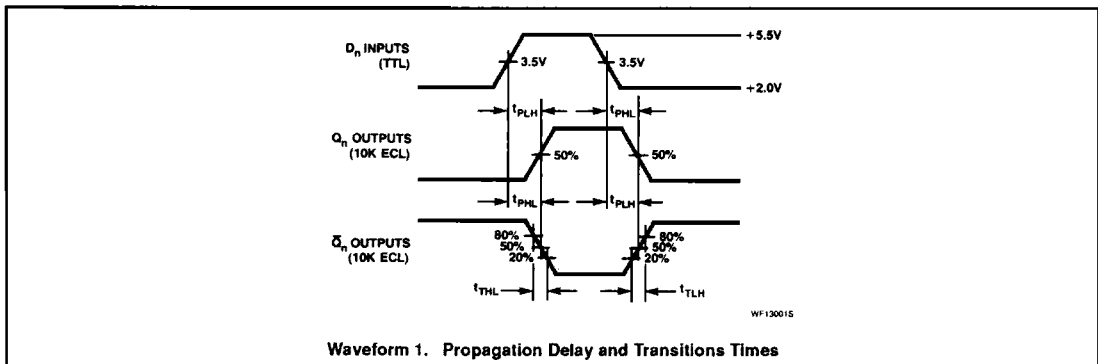 +5.5V
Dn INPUTS
(TTL)
3.5V 3.5V
+2.0V
tPLH tPHL
Qn OUTPUTS
(10K ECL)
50% 50%
tPHL tPLH
Q̅n OUTPUTS
(10K ECL)
80% 80%
50% 50%
20% 20%
tTHL tTLH
WF13001S
Waveform 1. Propagation Delay and Transitions Times